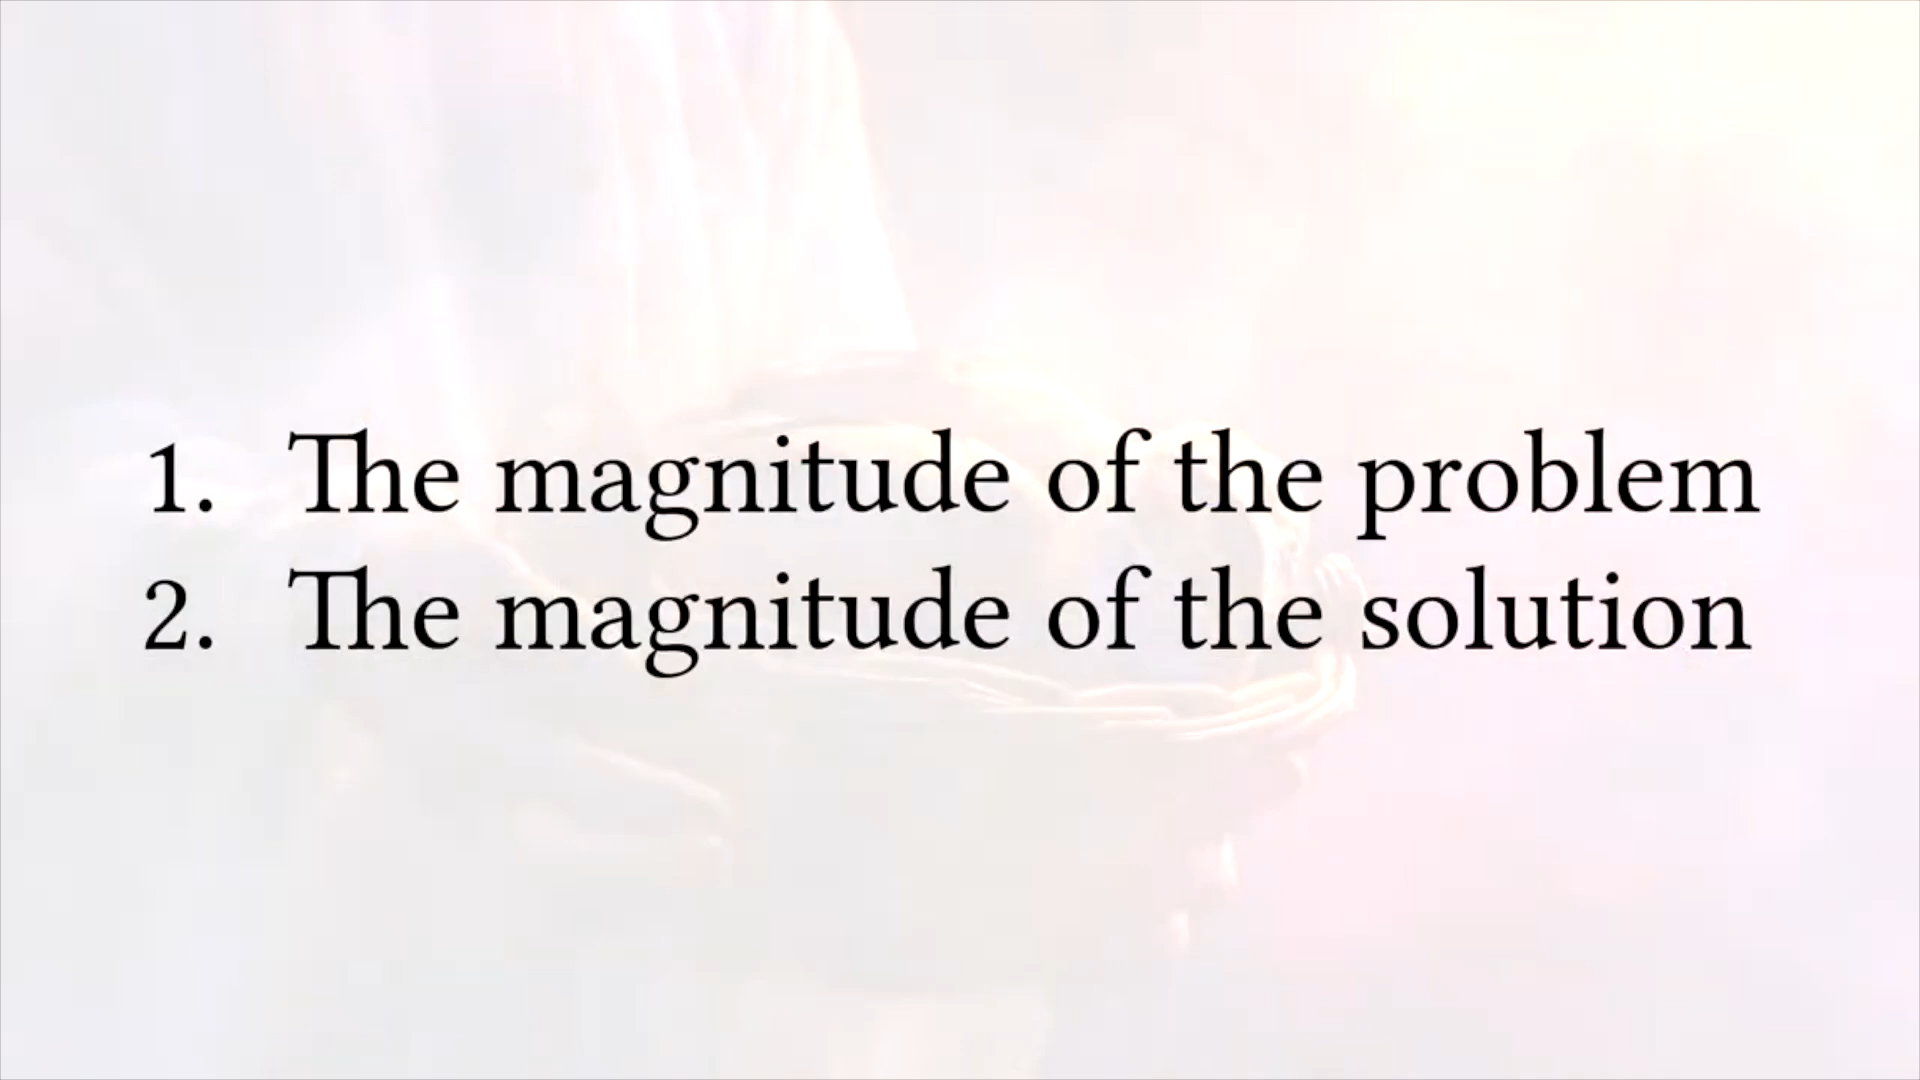 1. The magnitude of the problem
2. The magnitude of the solution